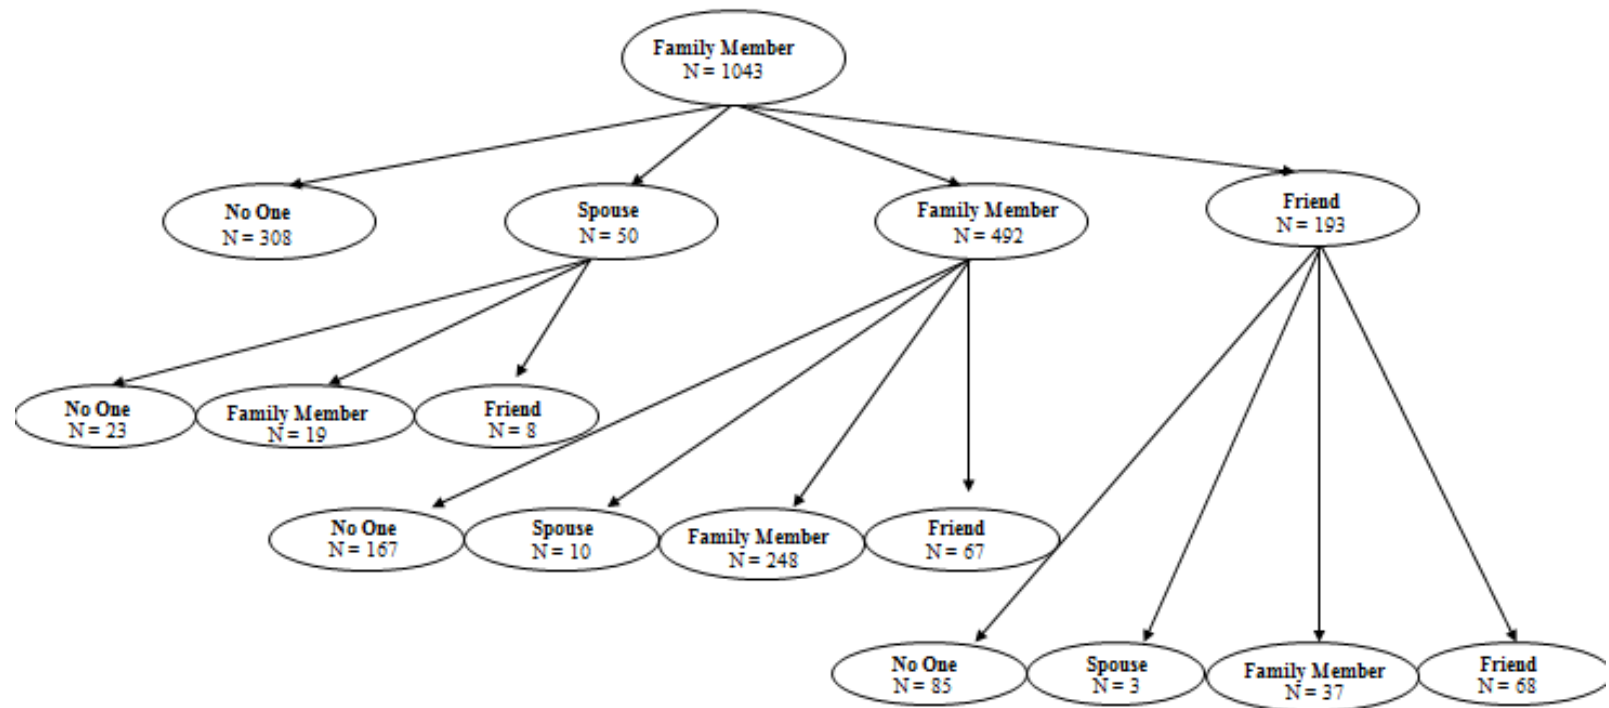 Family Member
N = 1043
No One
N = 308
Spouse
N = 50
Family Member
N = 492
Friend
N = 193
No One
N = 23
Family Member
N = 19
Friend
N = 8
No One
N = 167
Spouse
N = 10
Family Member
N = 248
Friend
N = 67
No One
N = 85
Spouse
N = 3
Family Member
N = 37
Friend
N = 68